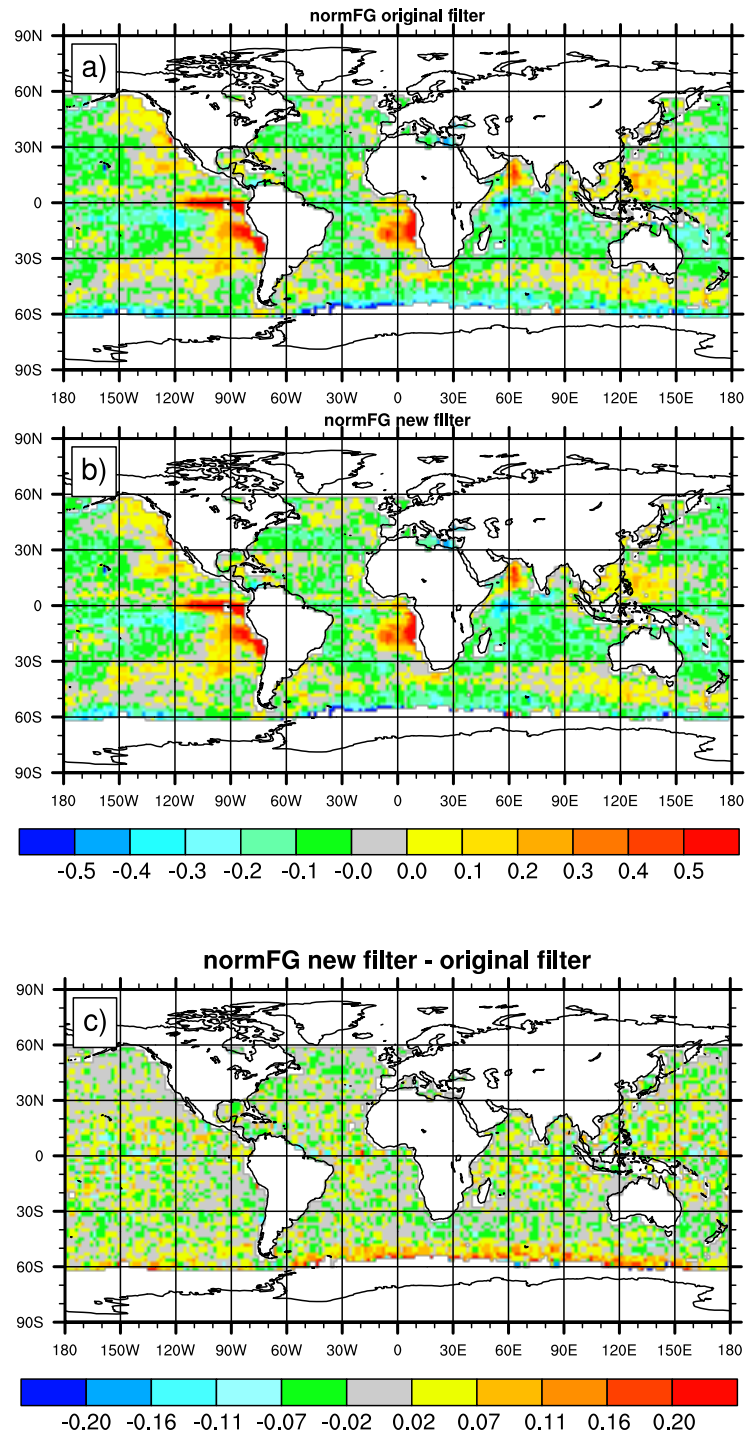 normFG original filter
a)
90N
60N
30N
0
30S
60S
90S
180 150W 120W 90W 60W 30W 0 30E 60E 90E 120E 150E 180
normFG new filter
b)
90N
60N
30N
0
30S
60S
90S
180 150W 120W 90W 60W 30W 0 30E 60E 90E 120E 150E 180
-0.5 -0.4 -0.3 -0.2 -0.1 -0.0 0.0 0.1 0.2 0.3 0.4 0.5
normFG new filter - original filter
c)
90N
60N
30N
0
30S
60S
90S
180 150W 120W 90W 60W 30W 0 30E 60E 90E 120E 150E 180
-0.20 -0.16 -0.11 -0.07 -0.02 0.02 0.07 0.11 0.16 0.20